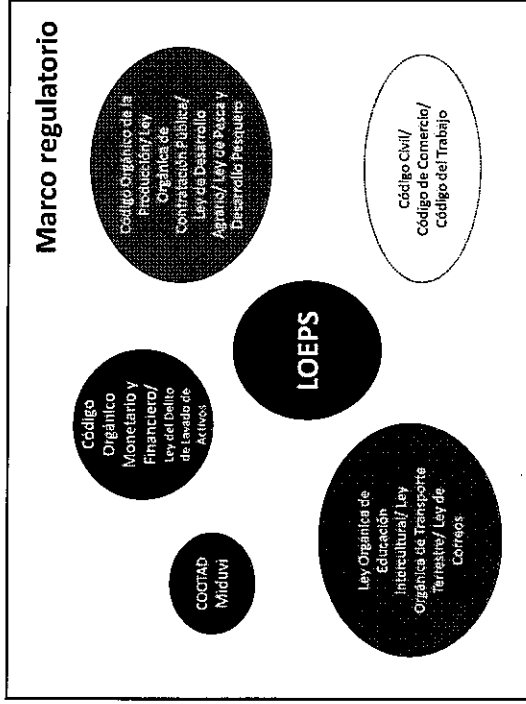 Marco regulatorio
COOTAD
Miduvi
Código
Orgánico
Monetario y
Financiero/
Ley del Delito
de Lavado de
Activos
Código Orgánico de la
Produción/ Ley
Orgánica de
Contratación Pública/
Ley de Desarrollo
Agrario/ Ley de Pesca y
Disarrollo Pesquero
LOEPS
Ley Orgánica de
Educación
Intercultural/ Ley
Orgánica de Transporte
Terrestre/ Ley de
Correos
Código Civil/
Código de Comercio/
Código del Trabajo